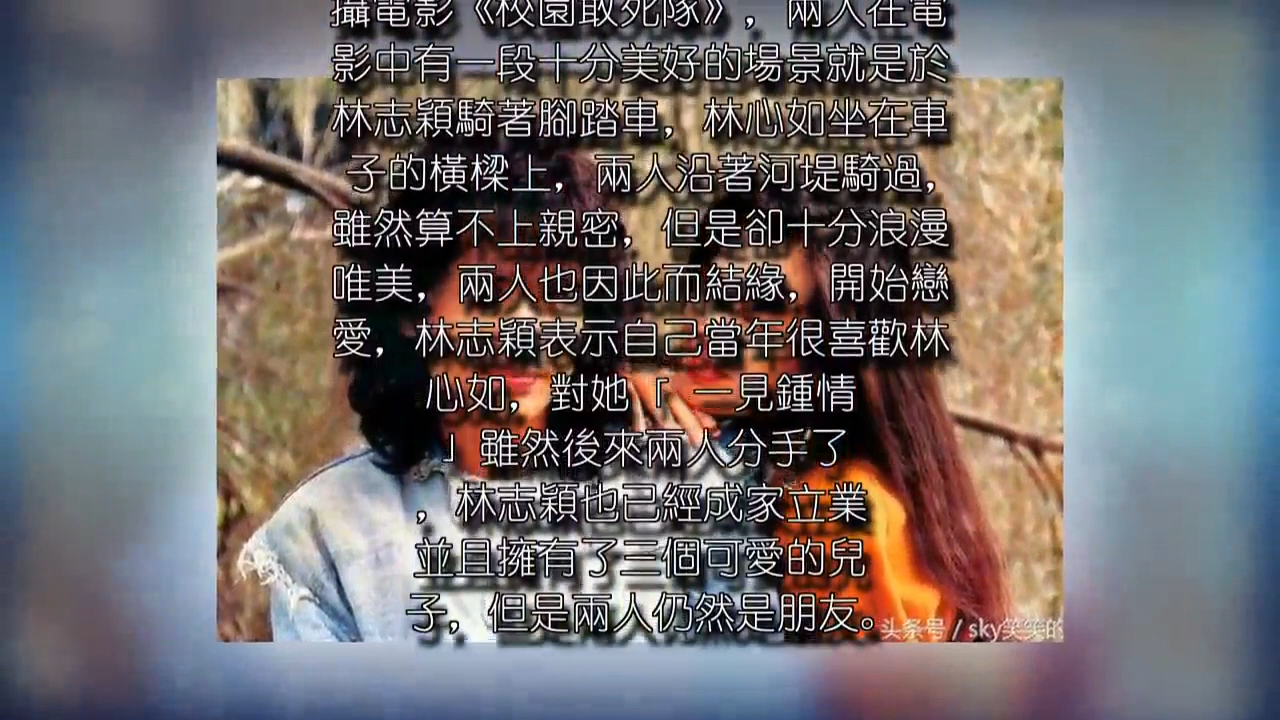 攝電影《校園敢死隊》，兩人在電
影中有一段十分美好的場景就是於
林志穎騎著腳踏車，林心如坐在車
子的橫樑上，兩人沿著河堤騎過，
雖然算不上親密，但是卻十分浪漫
唯美，兩人也因此而結緣，開始戀
愛，林志穎表示自己當年很喜歡林
心如，對她「 一見鍾情
」雖然後來兩人分手了
，林志穎也已經成家立業
並且擁有了三個可愛的兒
子，但是兩人仍然是朋友。
头条号 / sky笑笑的